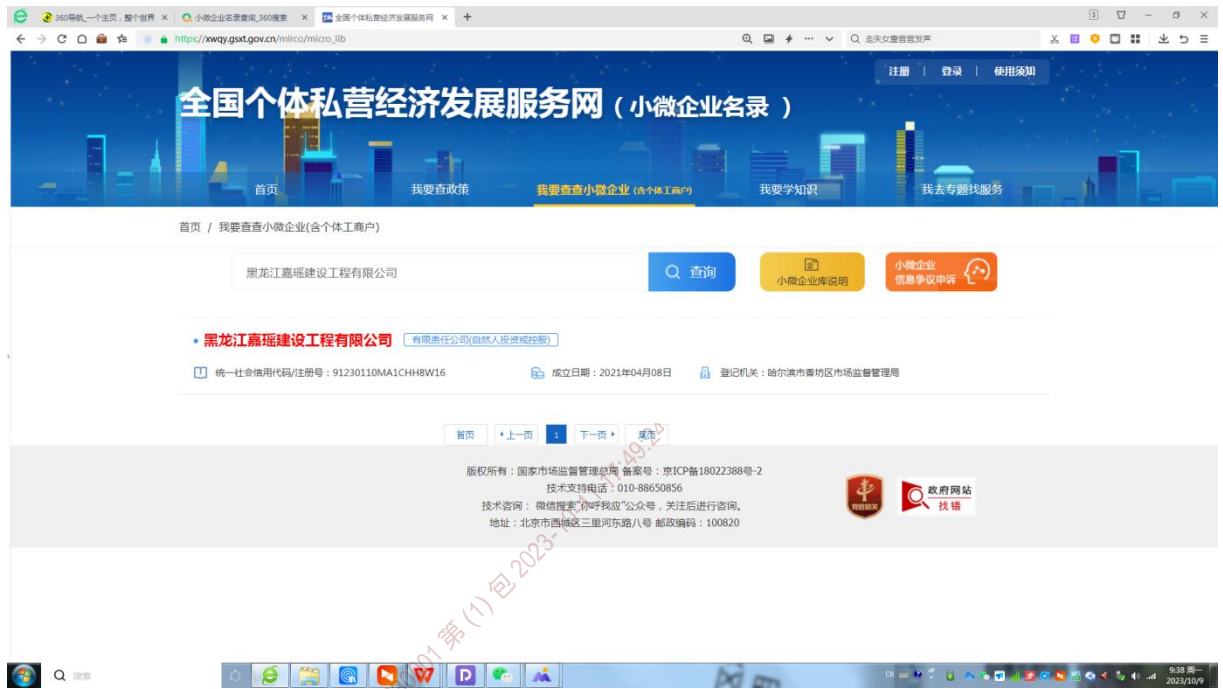 360导航_一个主页，整个世界
小微企业名录查询_360搜索
全国个体私营经济发展服务网
https://xwqy.gsxt.gov.cn/mirco/micro_lib
走失女童爸爸发声
注册 | 登录 | 使用须知
全国个体私营经济发展服务网（小微企业名录 ）
首页 我要查政策 我要查查小微企业 (含个体工商户) 我要学知识 我去专题找服务
首页 / 我要查查小微企业(含个体工商户)
黑龙江嘉瑶建设工程有限公司
查询
小微企业库说明
小微企业
信息争议申诉
黑龙江嘉瑶建设工程有限公司 有限责任公司(自然人投资或控股)
统一社会信用代码/注册号：91230110MA1CHH8W16 成立日期：2021年04月08日 登记机关：哈尔滨市香坊区市场监督管理局
首页 上一页 1 下一页 尾页
版权所有：国家市场监督管理总局 备案号：京ICP备18022388号-2
技术支持电话：010-88650856
技术咨询： 微信搜索“你呼我应”公众号，关注后进行咨询。
地址：北京市西城区三里河东路八号 邮政编码：100820
党政机关
政府网站
找错
第 (1) 包 2023-
17:49:24
搜索
CH
9:38 周一
2023/10/9